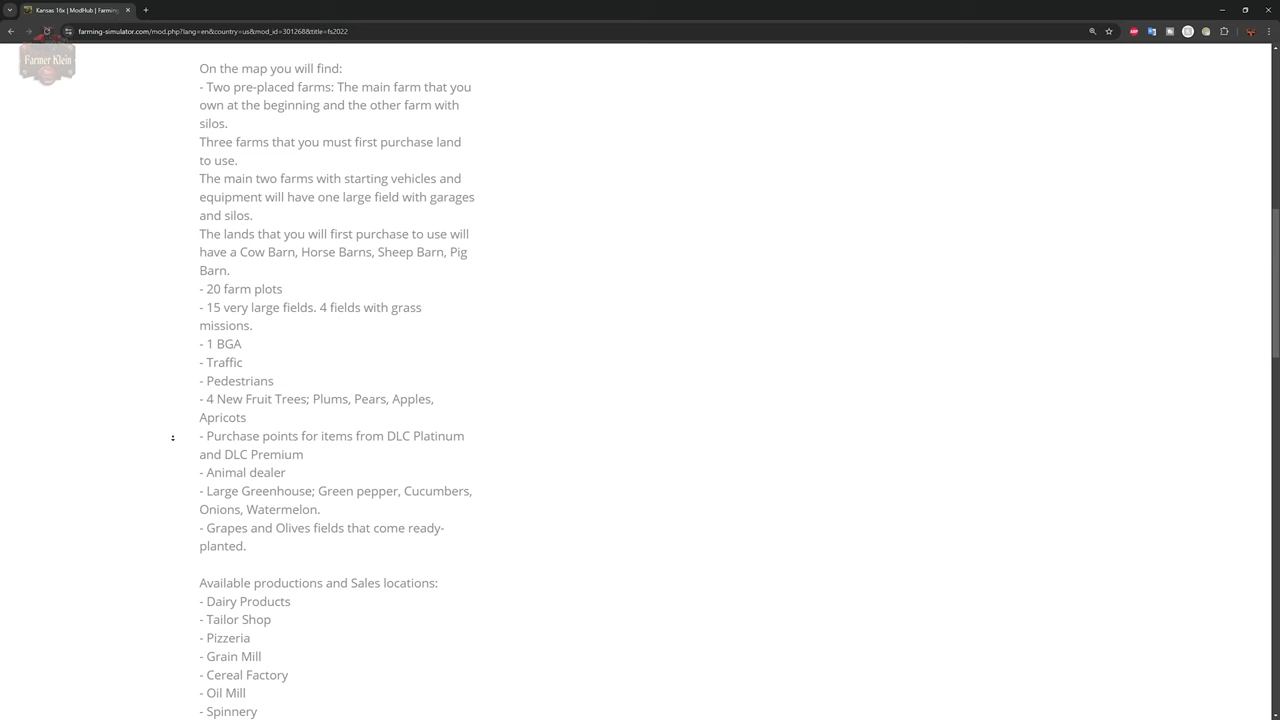 Kansas 16x | ModHub | Farming
farming-simulator.com/mod.php?lang=en&country=us&mod_id=301268&title=fs2022
Farmer Klein
On the map you will find:
- Two pre-placed farms: The main farm that you
own at the beginning and the other farm with
silos.
Three farms that you must first purchase land
to use.
The main two farms with starting vehicles and
equipment will have one large field with garages
and silos.
The lands that you will first purchase to use will
have a Cow Barn, Horse Barns, Sheep Barn, Pig
Barn.
- 20 farm plots
- 15 very large fields. 4 fields with grass
missions.
- 1 BGA
- Traffic
- Pedestrians
- 4 New Fruit Trees; Plums, Pears, Apples,
Apricots
- Purchase points for items from DLC Platinum
and DLC Premium
- Animal dealer
- Large Greenhouse; Green pepper, Cucumbers,
Onions, Watermelon.
- Grapes and Olives fields that come ready-
planted.
Available productions and Sales locations:
- Dairy Products
- Tailor Shop
- Pizzeria
- Grain Mill
- Cereal Factory
- Oil Mill
- Spinnery